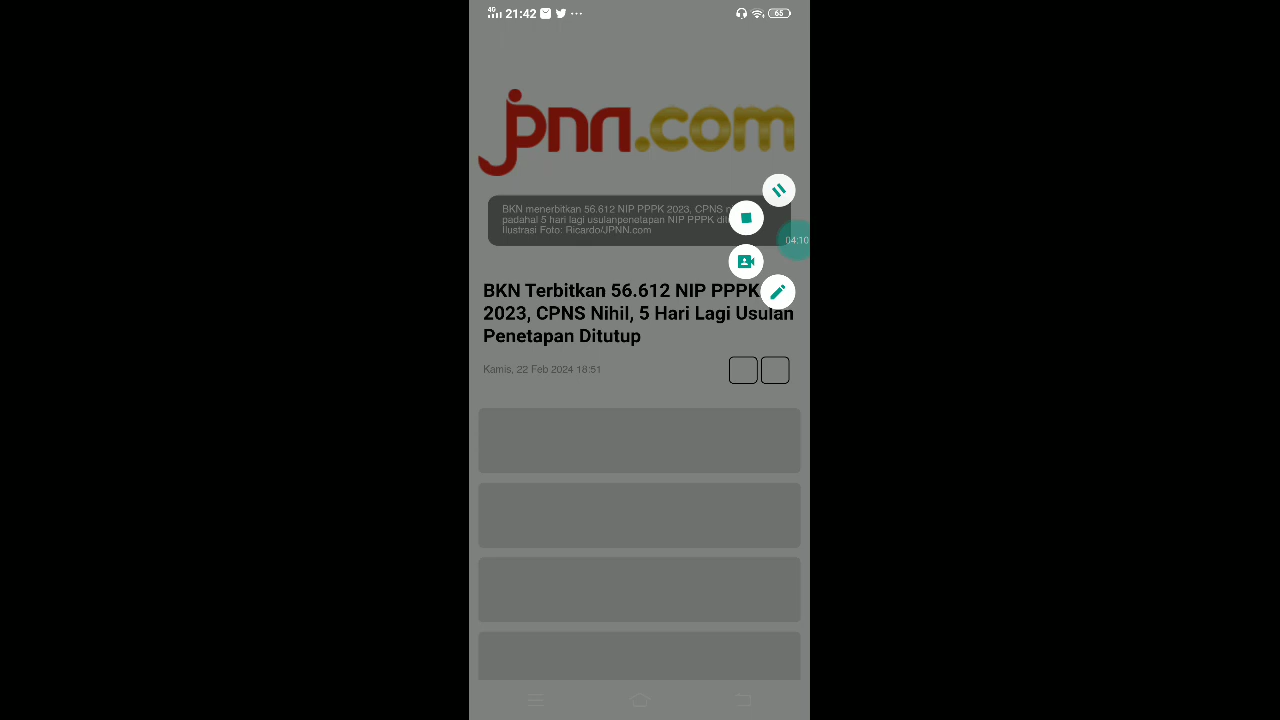 4G 21:42 65
jpnn.com
BKN menerbitkan 56.612 NIP PPPK 2023, CPNS
padahal 5 hari lagi usulanpenetapan NIP PPPK
Ilustrasi Foto: Ricardo/JPNN.com
04:10
BKN Terbitkan 56.612 NIP PPPK
2023, CPNS Nihil, 5 Hari Lagi Usulan
Penetapan Ditutup
Kamis, 22 Feb 2024 18:51